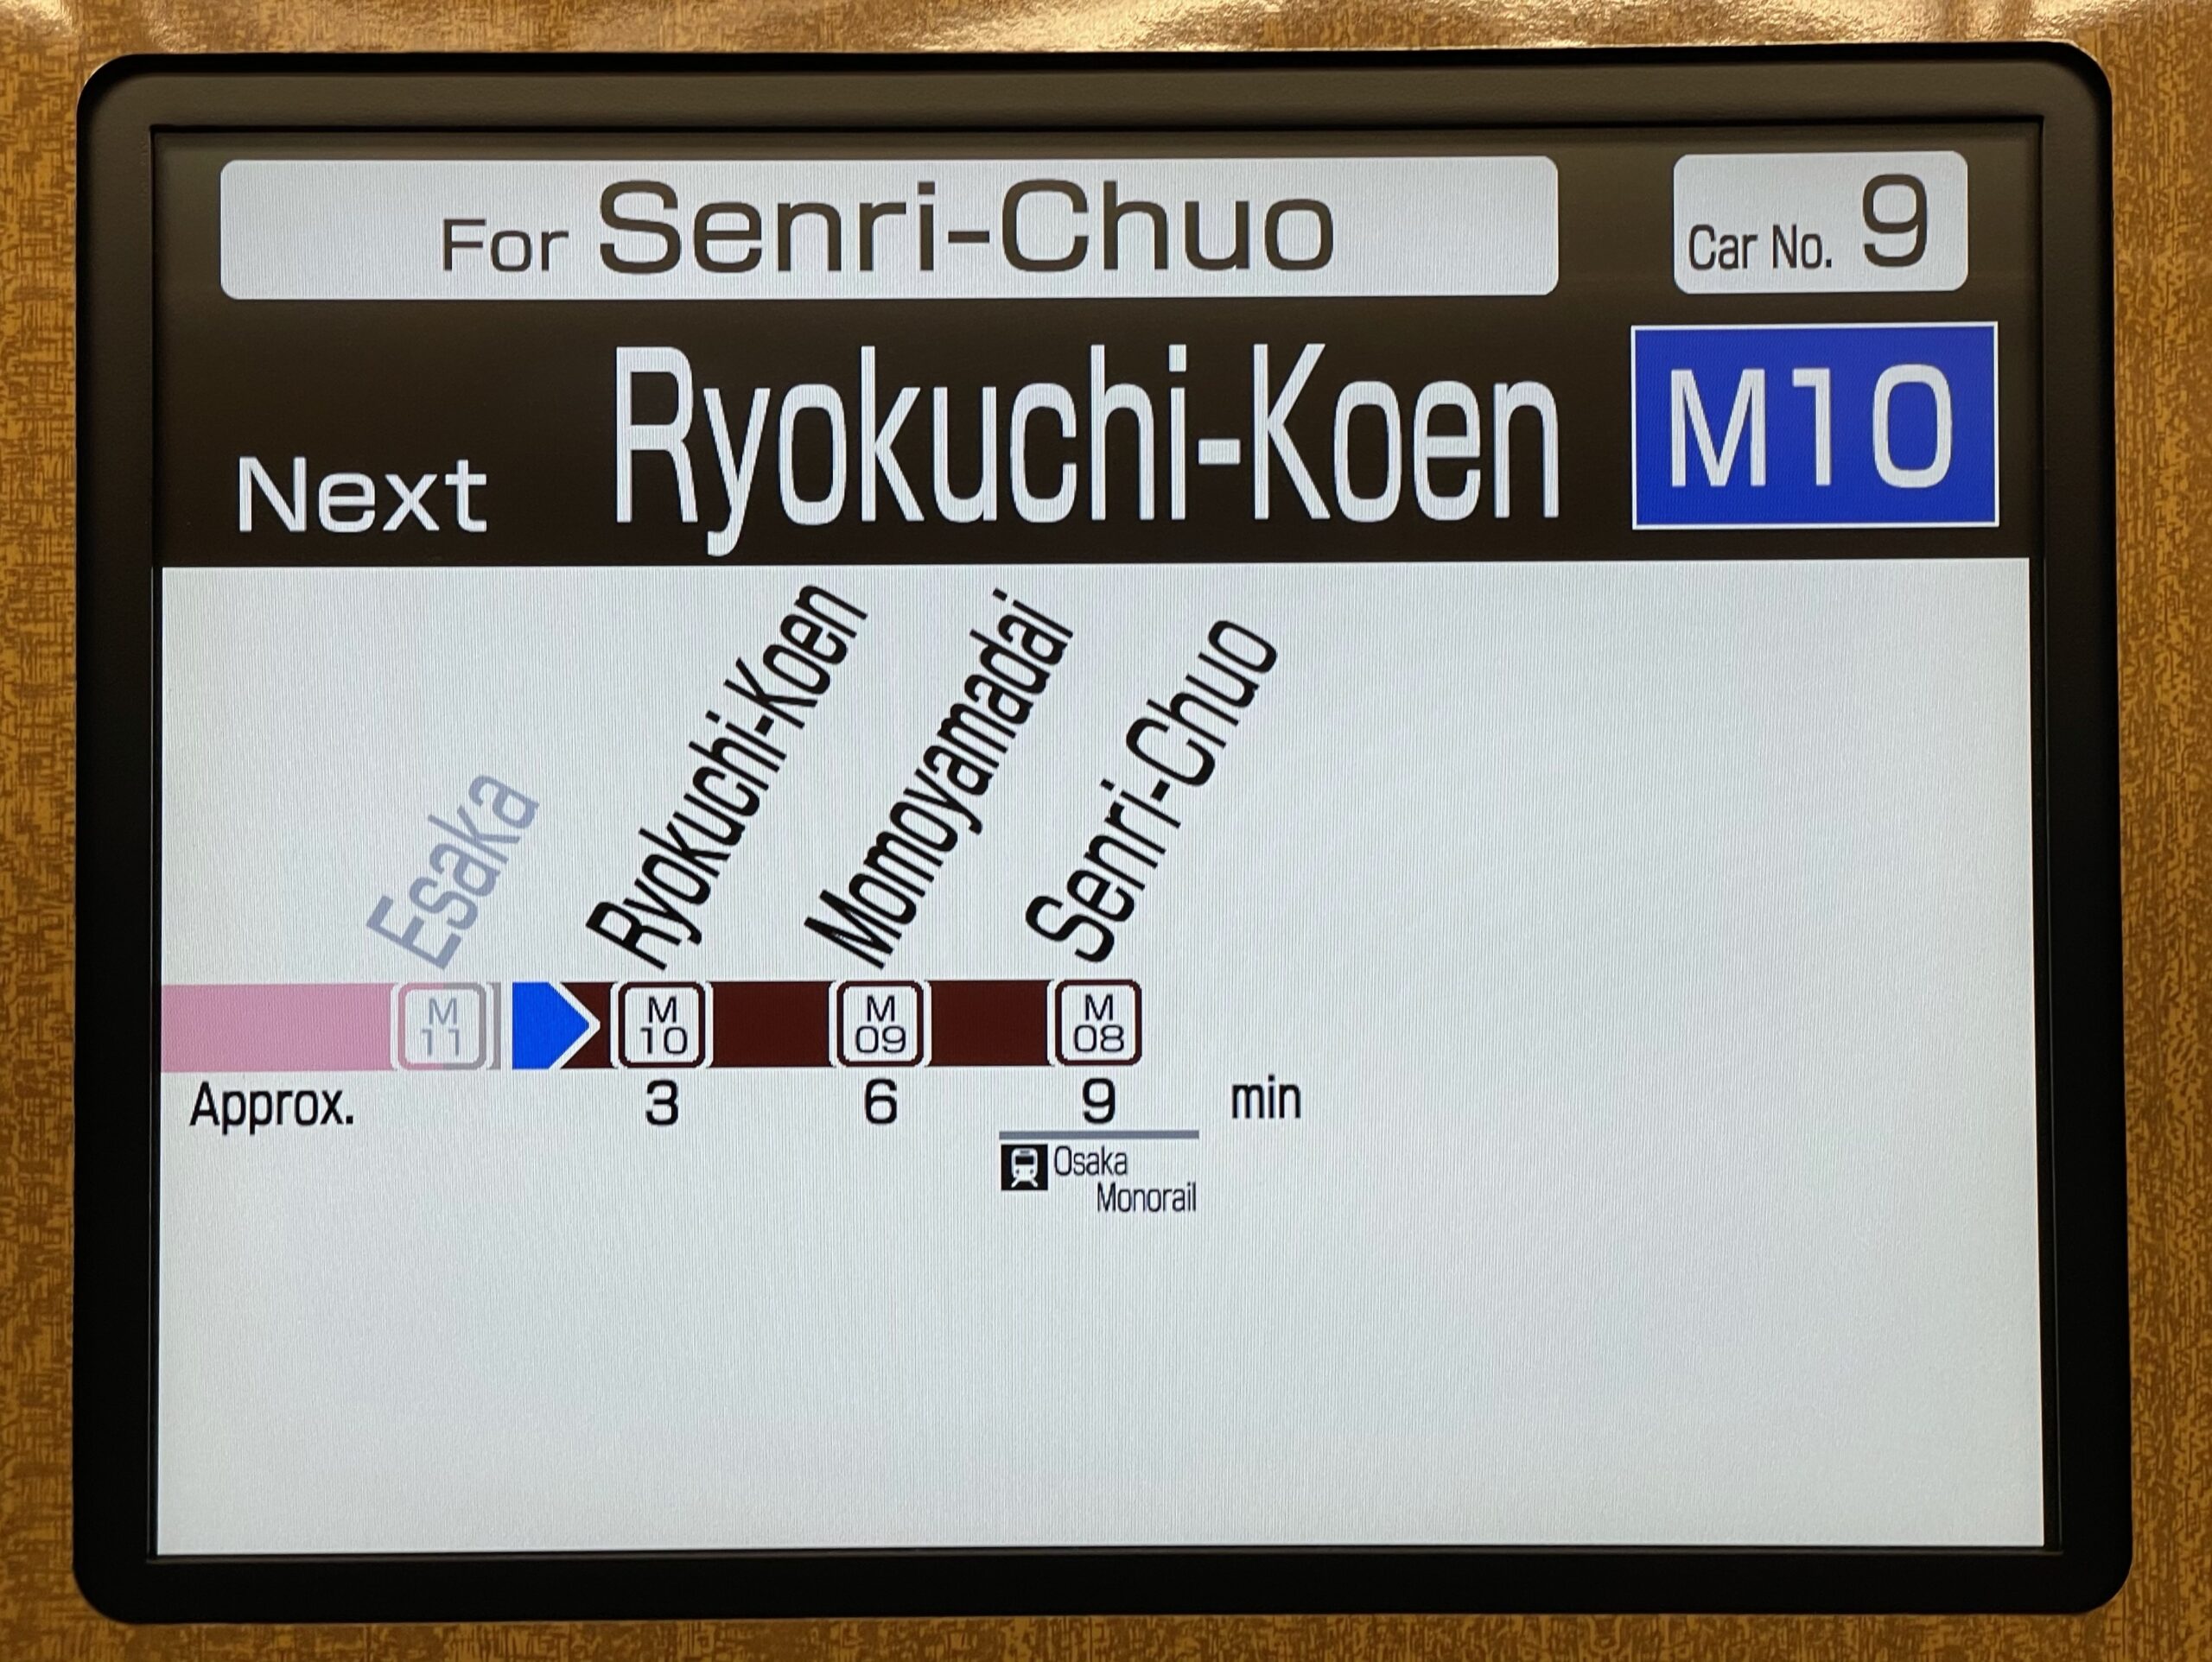 For Senri-Chuo
Car No. 9
Next Ryokuchi-Koen M10
Esaka
Ryokuchi-Koen
Momoyamadai
Senri-Chuo
M 11
M 10
M 09
M 08
Approx. 3 6 9 min
Osaka
Monorail